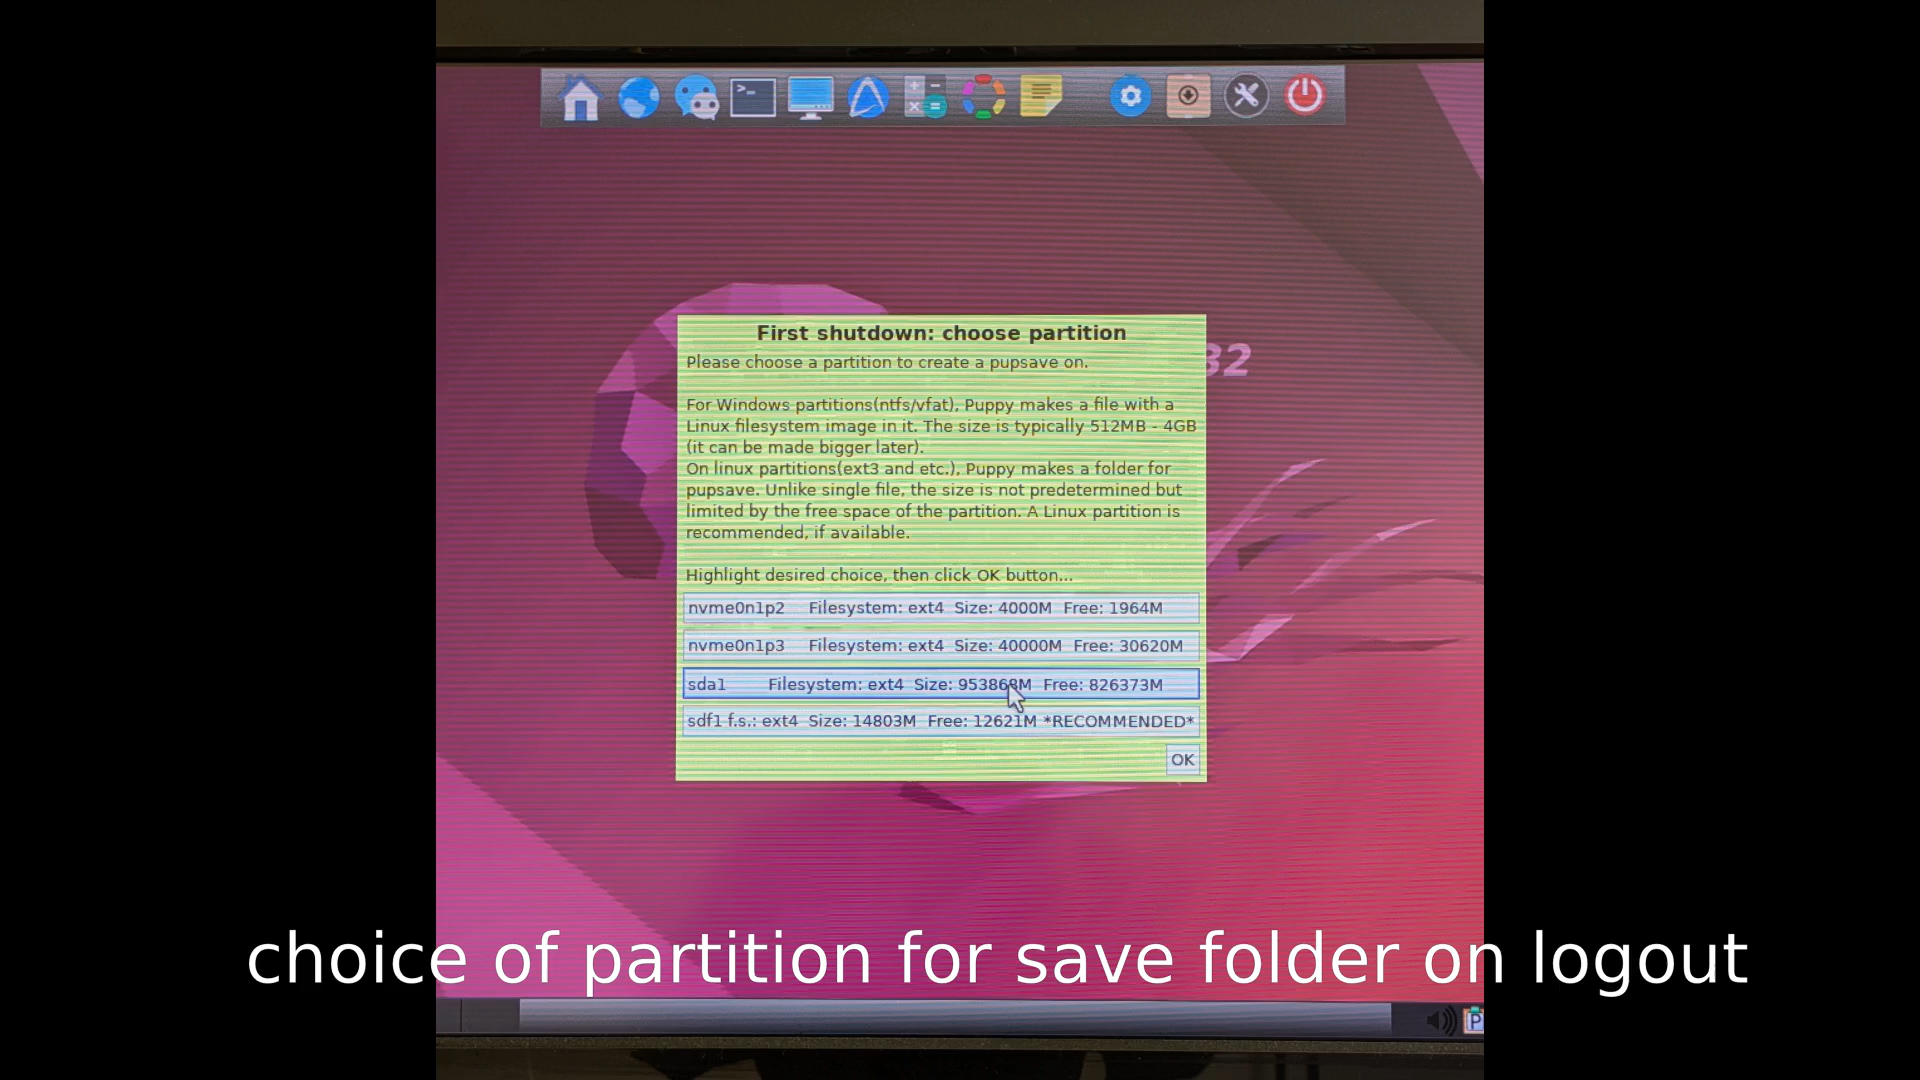 32
First shutdown: choose partition
Please choose a partition to create a pupsave on.
For Windows partitions(ntfs/vfat), Puppy makes a file with a
Linux filesystem image in it. The size is typically 512MB - 4GB
(it can be made bigger later).
On linux partitions(ext3 and etc.), Puppy makes a folder for
pupsave. Unlike single file, the size is not predetermined but
limited by the free space of the partition. A Linux partition is
recommended, if available.
Highlight desired choice, then click OK button...
nvme0n1p2 Filesystem: ext4 Size: 4000M Free: 1964M
nvme0n1p3 Filesystem: ext4 Size: 40000M Free: 30620M
sda1 Filesystem: ext4 Size: 953868M Free: 826373M
sdf1 f.s.: ext4 Size: 14803M Free: 12621M *RECOMMENDED*
OK
choice of partition for save folder on logout
P